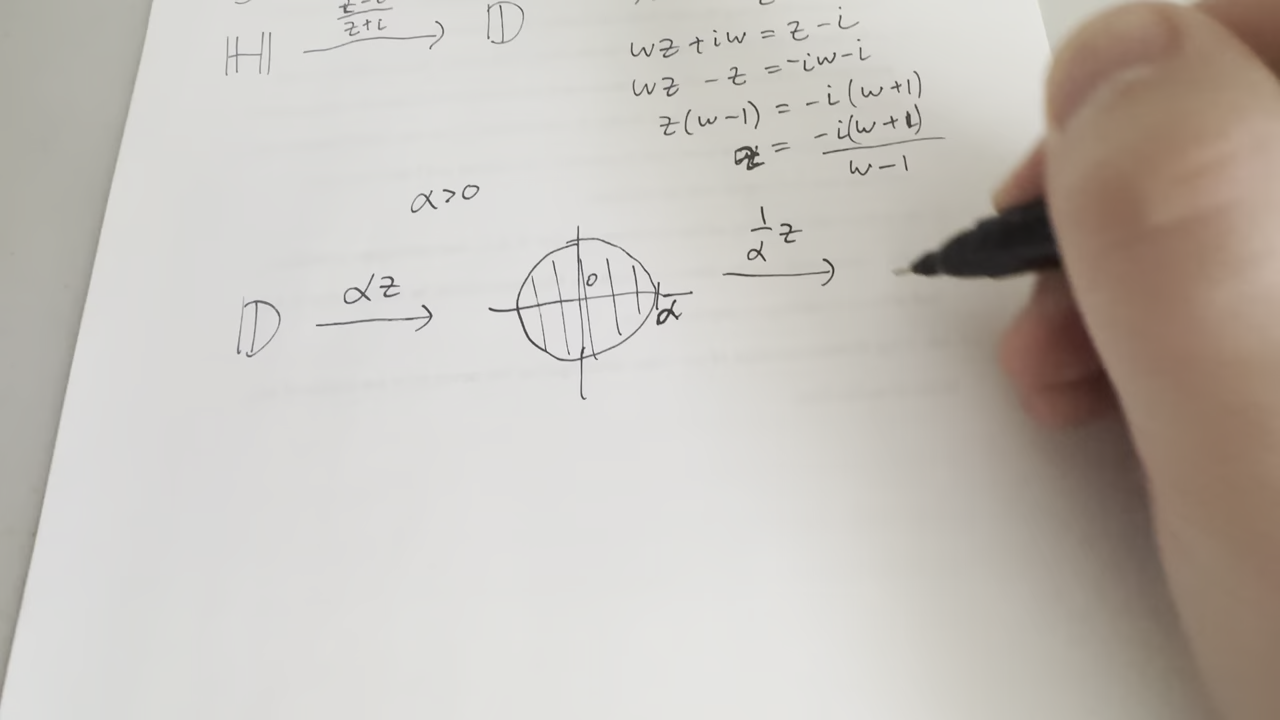 ℍ z-i/z+i → 𝔻
wz + iw = z - i
wz - z = -iw - i
z(w-1) = -i(w+1)
z = -i(w+1)/w-1
α>0
𝔻 αz → 0 α 1/α z →